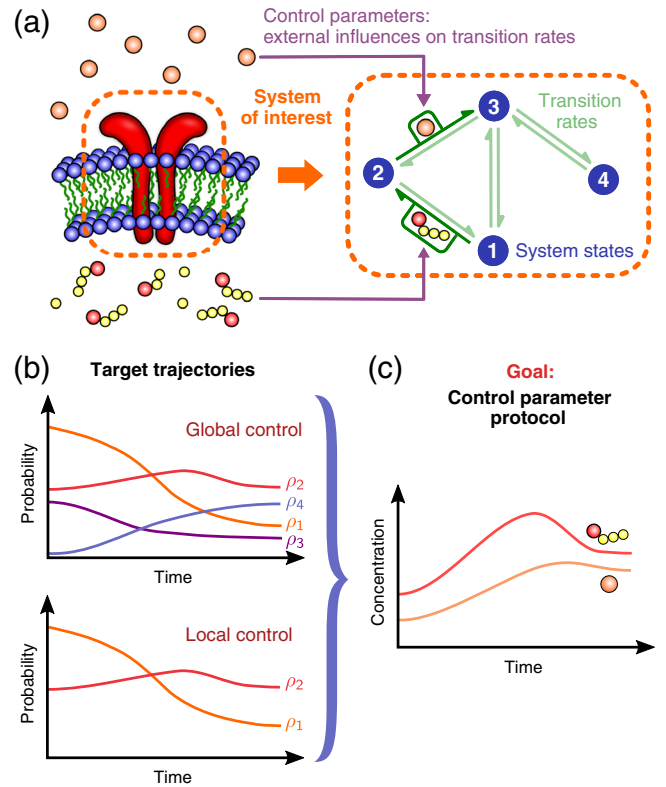 (a)
Control parameters:
external influences on transition rates
System
of interest
Transition
rates
3
2
4
1
System states
(b)
Target trajectories
Probability
Global control
ρ2
ρ4
ρ1
ρ3
Time
Probability
Local control
ρ2
ρ1
Time
(c)
Goal:
Control parameter
protocol
Concentration
Time